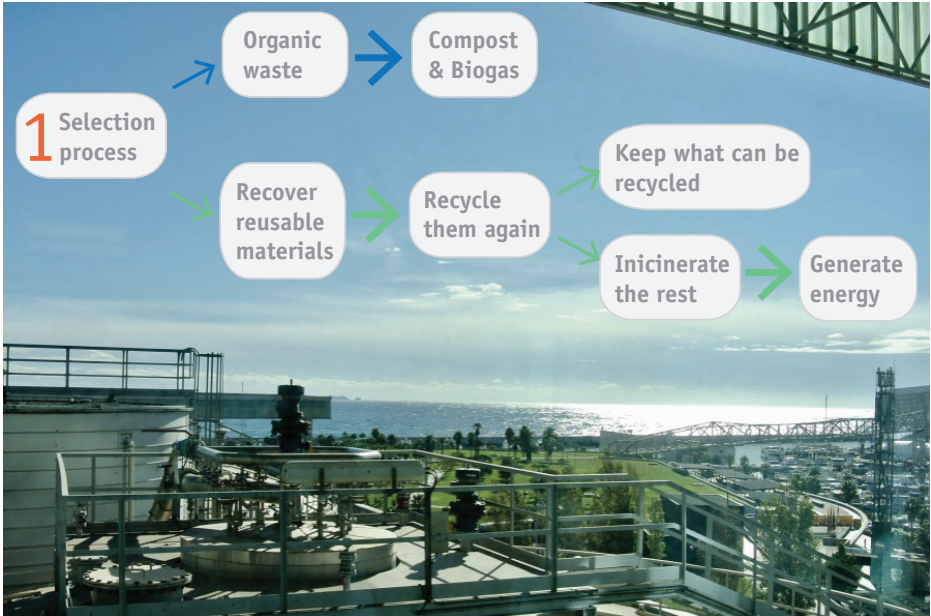 Organic
waste
Compost
& Biogas
1 Selection
process
Keep what can be
recycled
Recover
reusable
materials
Recycle
them again
Inicinerate
the rest
Generate
energy